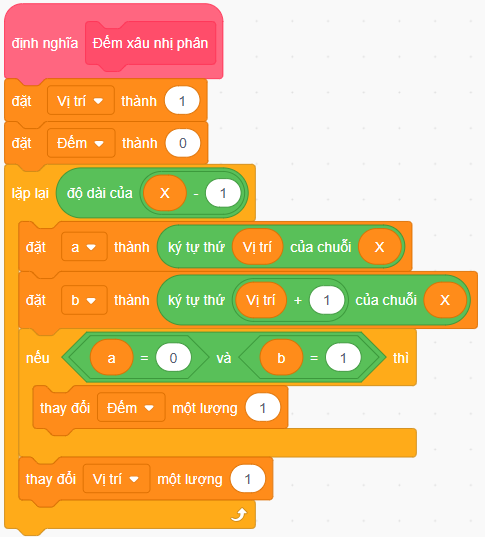 định nghĩa Đếm xâu nhị phân
đặt Vị trí thành 1
đặt Đếm thành 0
lặp lại độ dài của X - 1
đặt a thành ký tự thứ Vị trí của chuỗi X
đặt b thành ký tự thứ Vị trí + 1 của chuỗi X
nếu a = 0 và b = 1 thì
thay đổi Đếm một lượng 1
thay đổi Vị trí một lượng 1